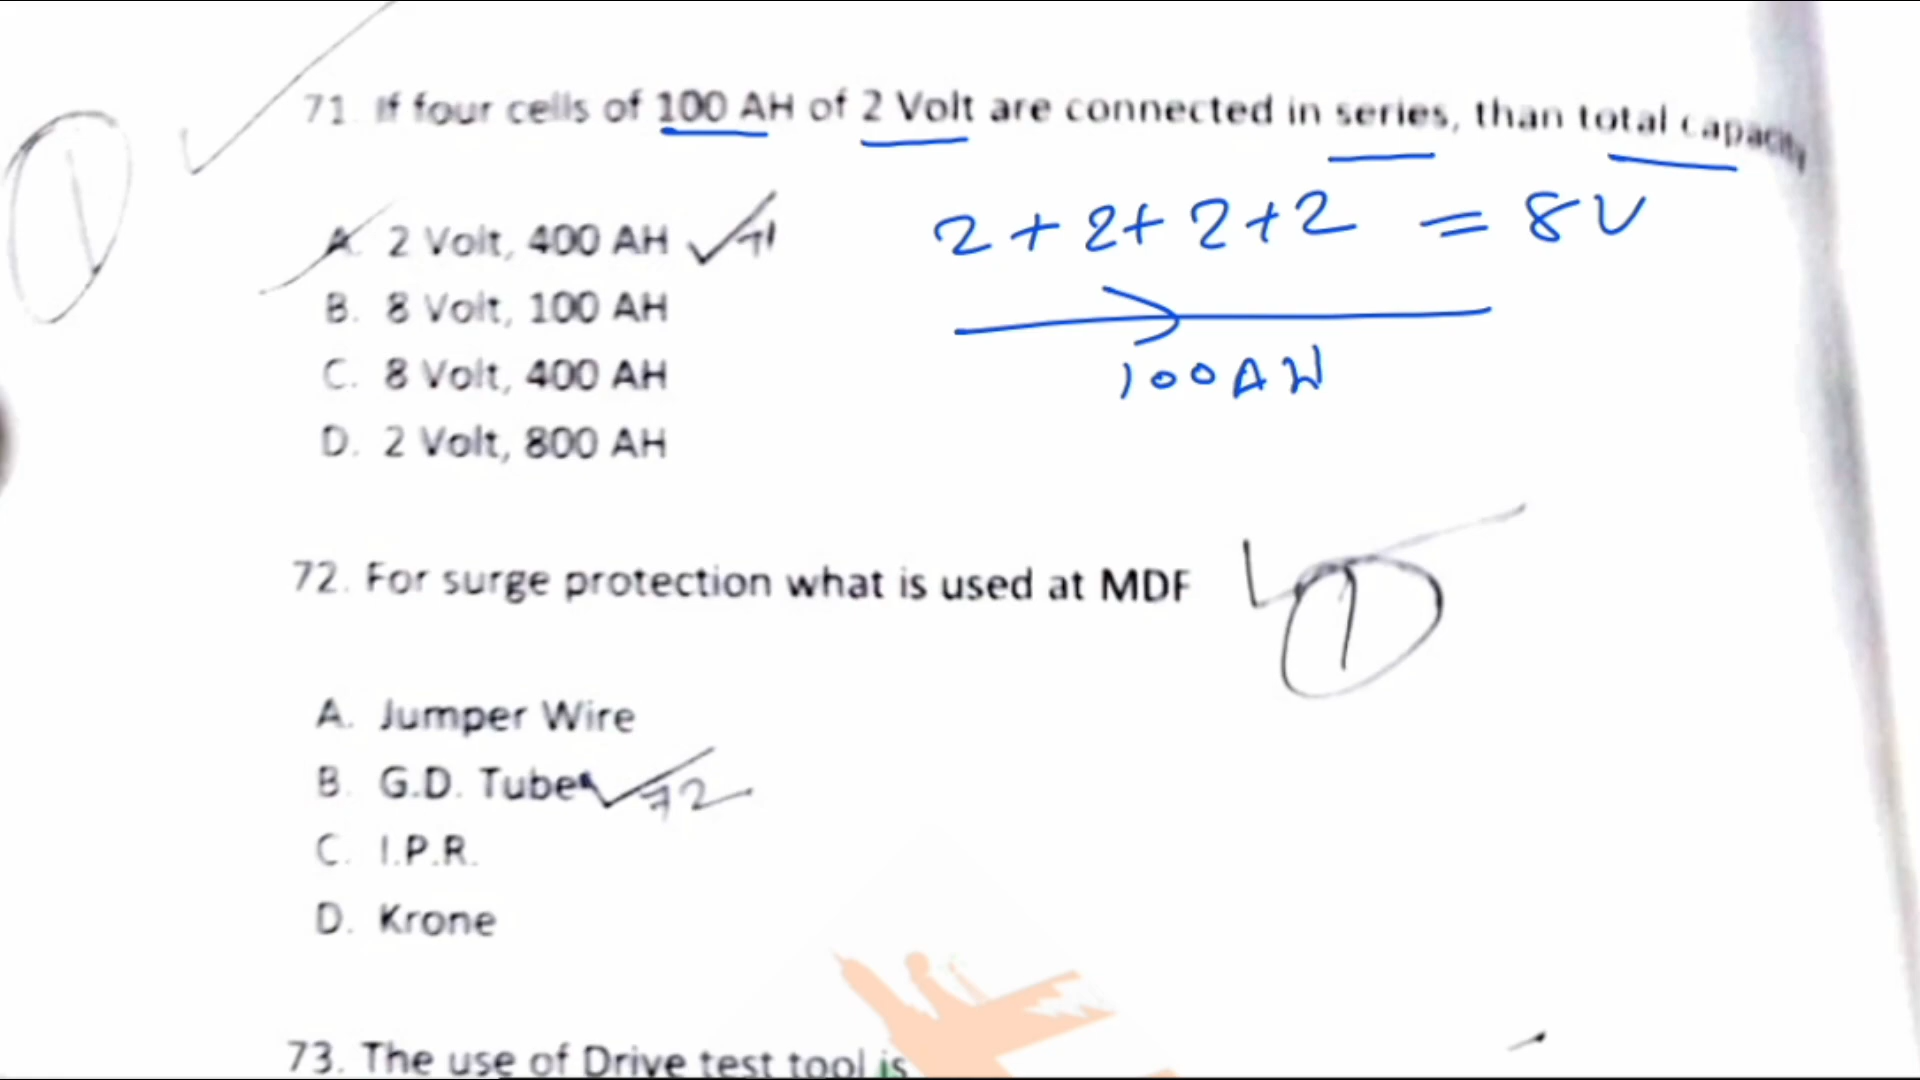 71. If four cells of 100 AH of 2 Volt are connected in series, than total capacity
A. 2 Volt, 400 AH 71
2 + 2 + 2 + 2 = 8V
B. 8 Volt, 100 AH
C. 8 Volt, 400 AH
100AH
D. 2 Volt, 800 AH
1
72. For surge protection what is used at MDF
1
A. Jumper Wire
B. G.D. Tube 72
C. I.P.R.
D. Krone
73. The use of Drive test tool is